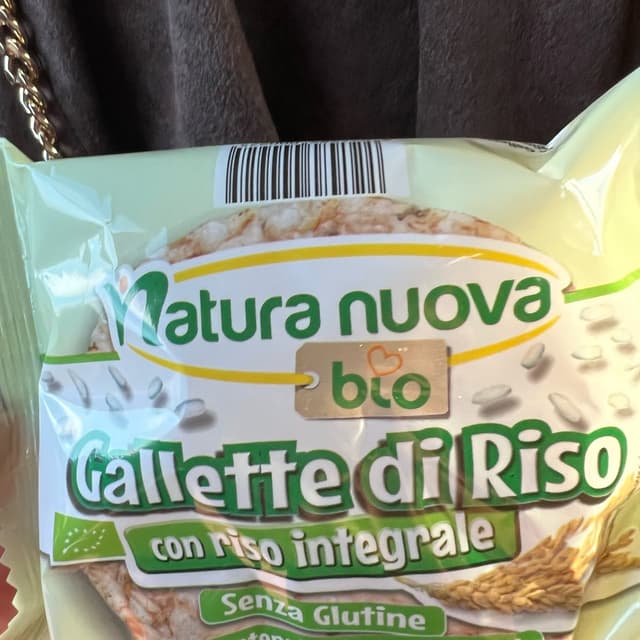 Natura nuova
bio
Gallette di Riso
con riso integrale
Senza Glutine